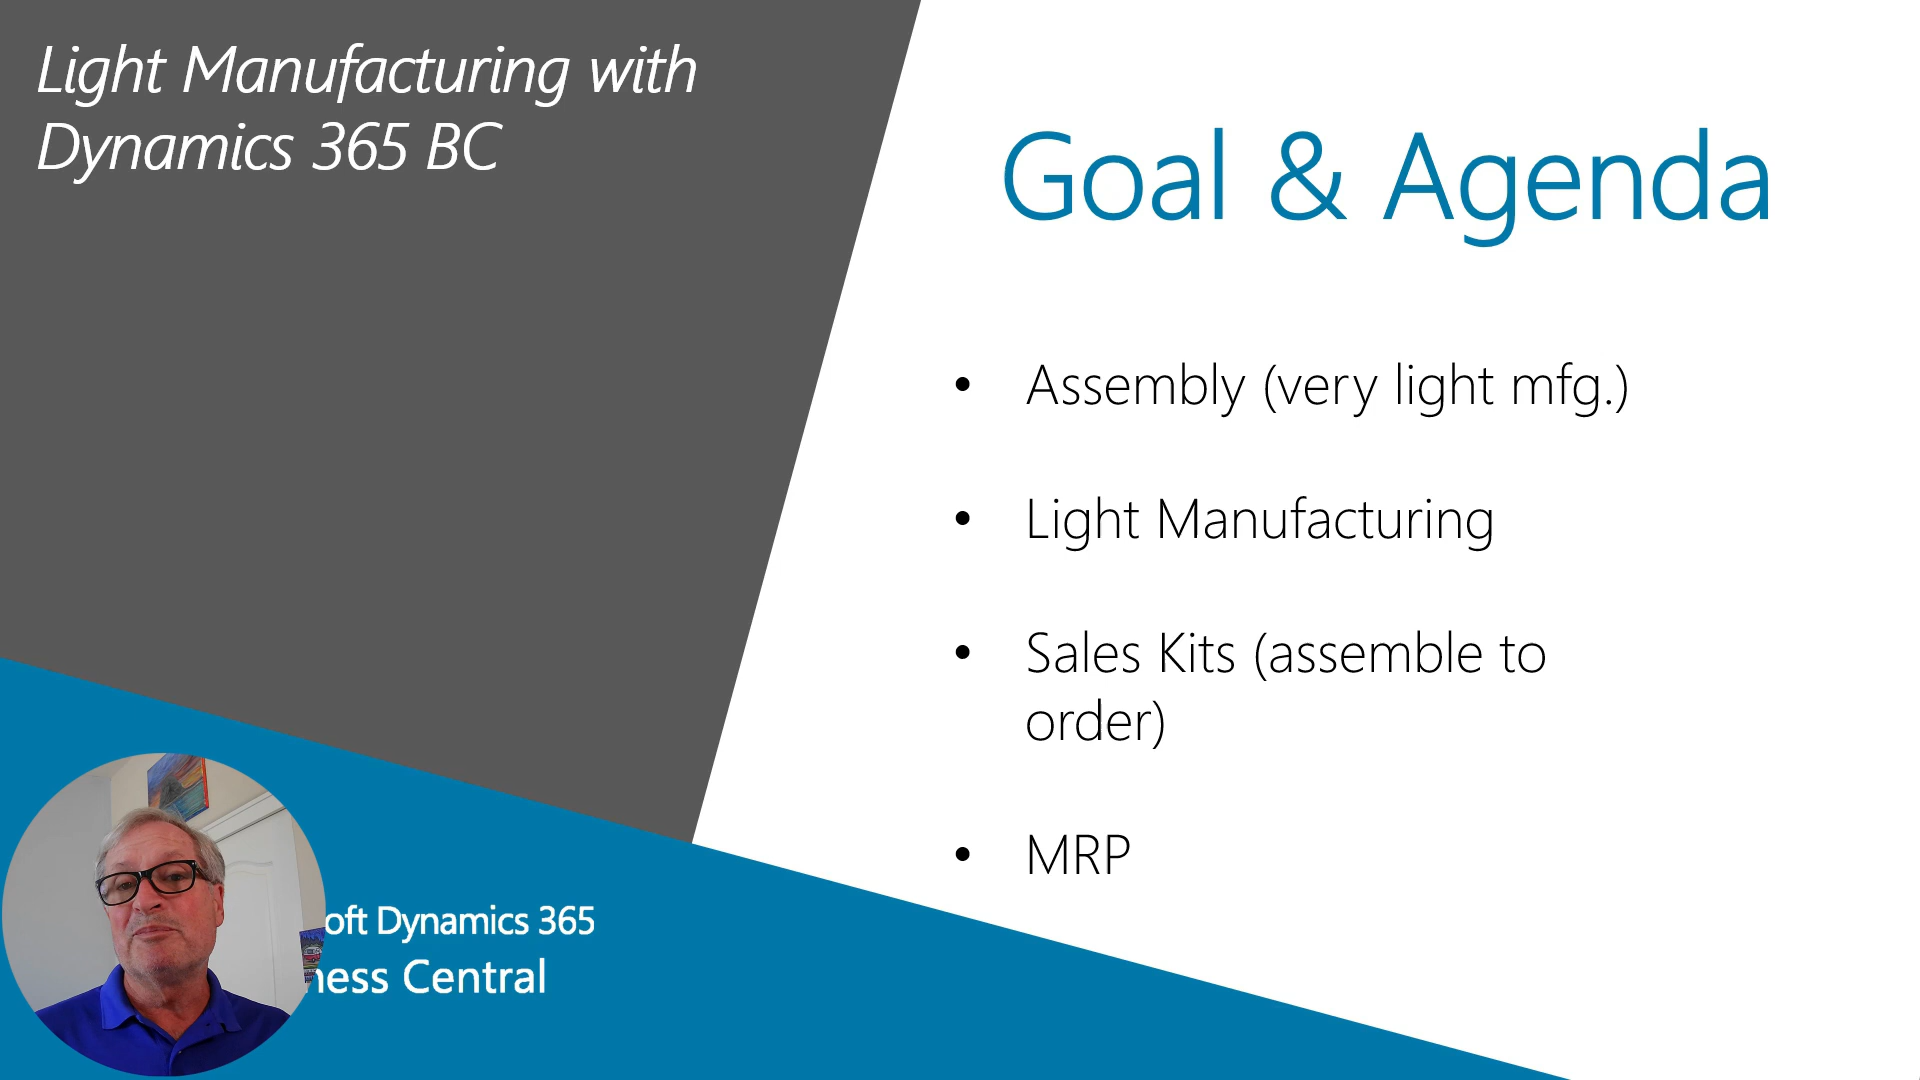 Light Manufacturing with
Dynamics 365 BC
Goal & Agenda
• Assembly (very light mfg.)
• Light Manufacturing
• Sales Kits (assemble to
order)
• MRP
oft Dynamics 365
ness Central